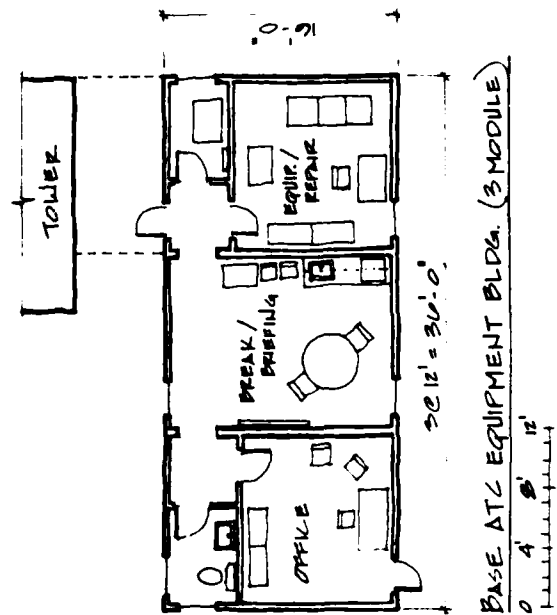 TOWER
16'-0"
EQUIP./
REPAIR
BREAK/
BRIEFING
OFFICE
3@12' = 36'-0"
BASE ATC EQUIPMENT BLDG. (3 MODULE)
0 4' 8' 12'